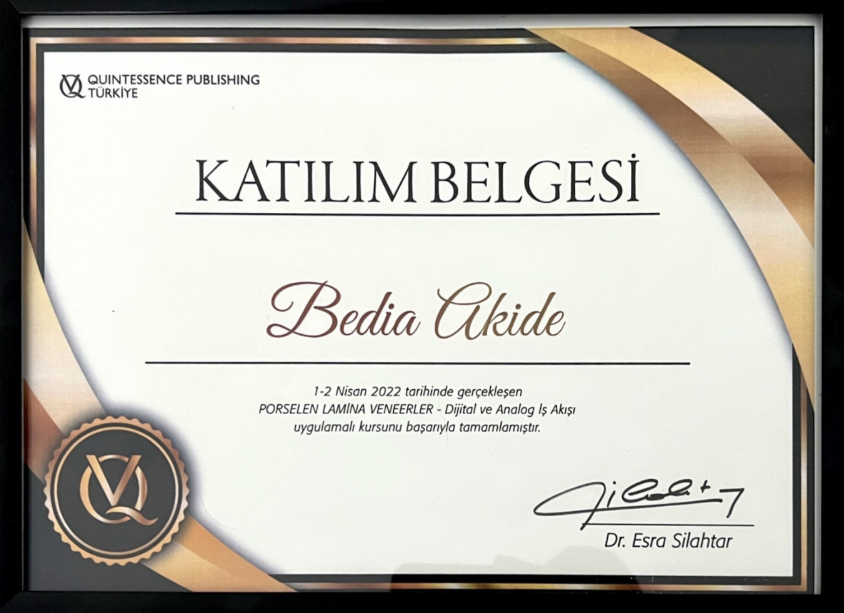 QUINTESSENCE PUBLISHING
TÜRKİYE
KATILIM BELGESİ
Bedia Akide
1-2 Nisan 2022 tarihinde gerçekleşen
PORSELEN LAMİNA VENEERLER - Dijital ve Analog İş Akışı
uygulamalı kursunu başarıyla tamamlamıştır.
Dr. Esra Silahtar